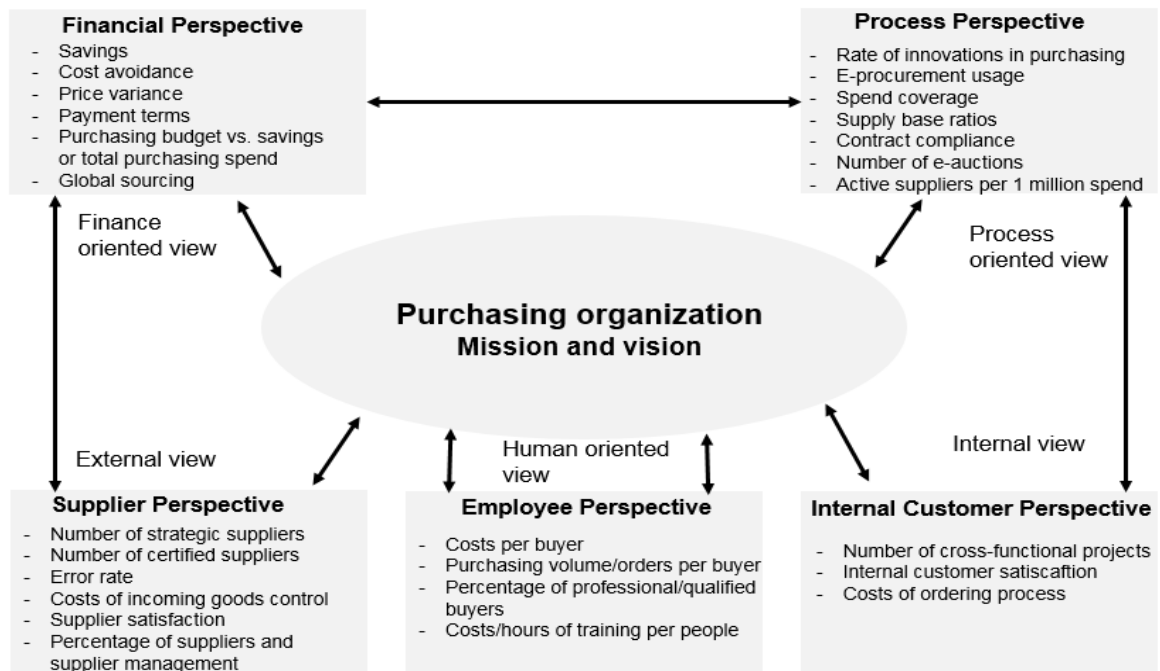 Financial Perspective
- Savings
- Cost avoidance
- Price variance
- Payment terms
- Purchasing budget vs. savings
or total purchasing spend
- Global sourcing
Process Perspective
- Rate of innovations in purchasing
- E-procurement usage
- Spend coverage
- Supply base ratios
- Contract compliance
- Number of e-auctions
- Active suppliers per 1 million spend
Finance
oriented view
Process
oriented view
Purchasing organization
Mission and vision
External view
Human oriented
view
Internal view
Supplier Perspective
- Number of strategic suppliers
- Number of certified suppliers
- Error rate
- Costs of incoming goods control
- Supplier satisfaction
- Percentage of suppliers and
supplier management
Employee Perspective
- Costs per buyer
- Purchasing volume/orders per buyer
- Percentage of professional/qualified
buyers
- Costs/hours of training per people
Internal Customer Perspective
- Number of cross-functional projects
- Internal customer satiscaftion
- Costs of ordering process